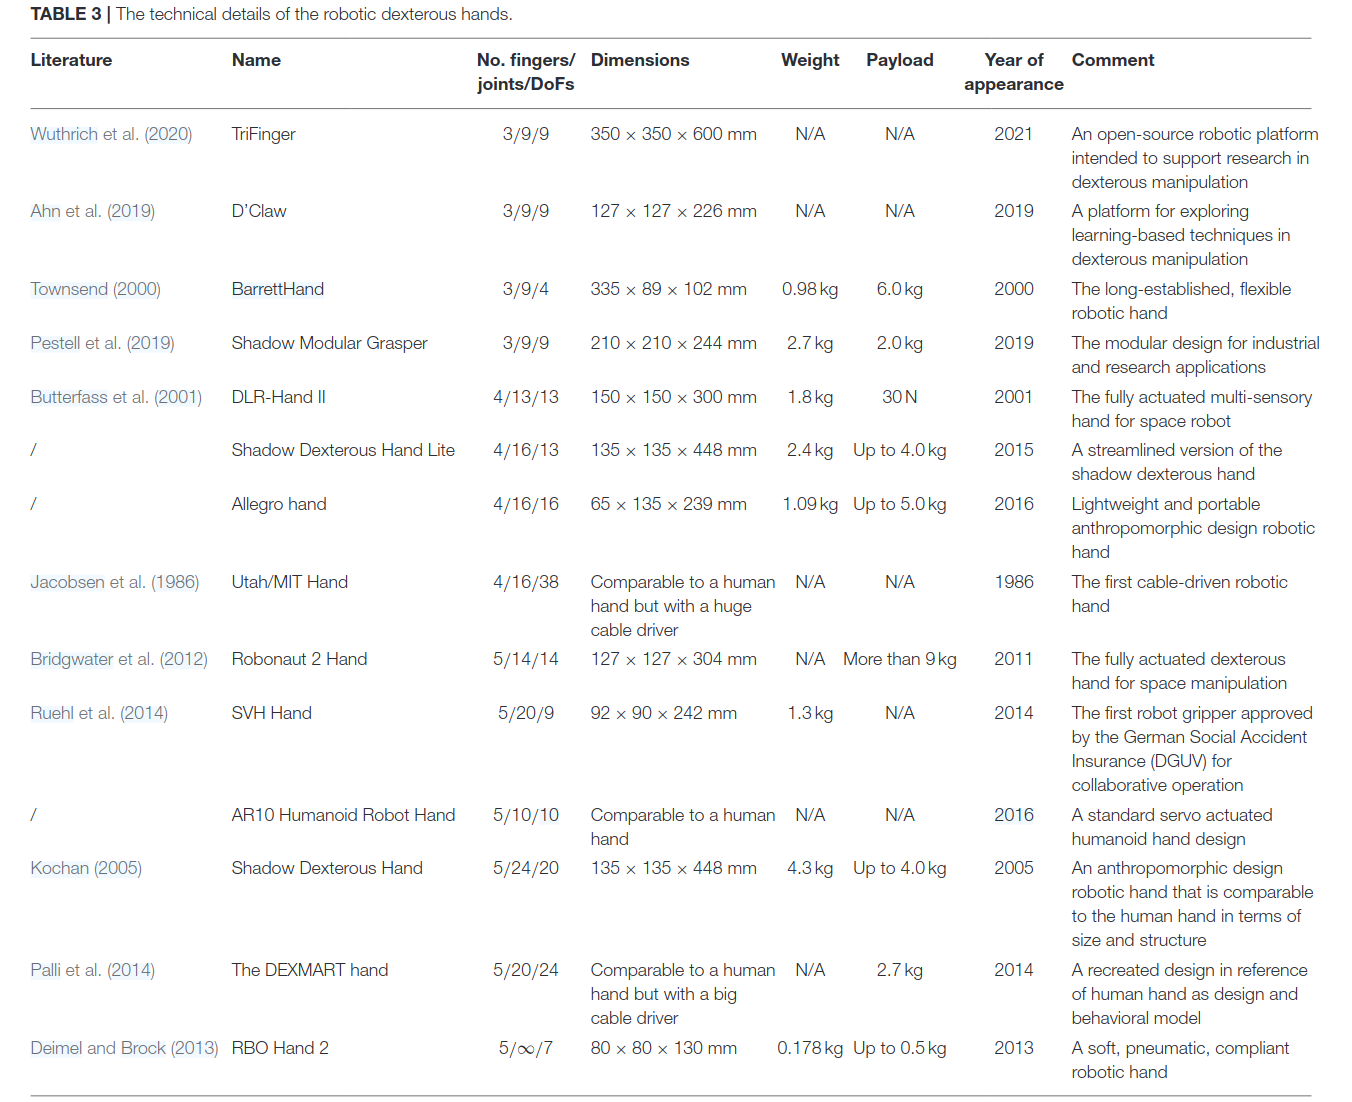 TABLE 3 | The technical details of the robotic dexterous hands.
Literature Name No. fingers/ Dimensions Weight Payload Year of Comment
joints/DoFs appearance
Wuthrich et al. (2020) TriFinger 3/9/9 350 × 350 × 600 mm N/A N/A 2021 An open-source robotic platform
intended to support research in
dexterous manipulation
Ahn et al. (2019) D'Claw 3/9/9 127 × 127 × 226 mm N/A N/A 2019 A platform for exploring
learning-based techniques in
dexterous manipulation
Townsend (2000) BarrettHand 3/9/4 335 × 89 × 102 mm 0.98 kg 6.0 kg 2000 The long-established, flexible
robotic hand
Pestell et al. (2019) Shadow Modular Grasper 3/9/9 210 × 210 × 244 mm 2.7 kg 2.0 kg 2019 The modular design for industrial
and research applications
Butterfass et al. (2001) DLR-Hand II 4/13/13 150 × 150 × 300 mm 1.8 kg 30 N 2001 The fully actuated multi-sensory
hand for space robot
/ Shadow Dexterous Hand Lite 4/16/13 135 × 135 × 448 mm 2.4 kg Up to 4.0 kg 2015 A streamlined version of the
shadow dexterous hand
/ Allegro hand 4/16/16 65 × 135 × 239 mm 1.09 kg Up to 5.0 kg 2016 Lightweight and portable
anthropomorphic design robotic
hand
Jacobsen et al. (1986) Utah/MIT Hand 4/16/38 Comparable to a human N/A N/A 1986 The first cable-driven robotic
hand but with a huge hand
cable driver
Bridgwater et al. (2012) Robonaut 2 Hand 5/14/14 127 × 127 × 304 mm N/A More than 9 kg 2011 The fully actuated dexterous
hand for space manipulation
Ruehl et al. (2014) SVH Hand 5/20/9 92 × 90 × 242 mm 1.3 kg N/A 2014 The first robot gripper approved
by the German Social Accident
Insurance (DGUV) for
collaborative operation
/ AR10 Humanoid Robot Hand 5/10/10 Comparable to a human N/A N/A 2016 A standard servo actuated
hand humanoid hand design
Kochan (2005) Shadow Dexterous Hand 5/24/20 135 × 135 × 448 mm 4.3 kg Up to 4.0 kg 2005 An anthropomorphic design
robotic hand that is comparable
to the human hand in terms of
size and structure
Palli et al. (2014) The DEXMART hand 5/20/24 Comparable to a human N/A 2.7 kg 2014 A recreated design in reference
hand but with a big of human hand as design and
cable driver behavioral model
Deimel and Brock (2013) RBO Hand 2 5/∞/7 80 × 80 × 130 mm 0.178 kg Up to 0.5 kg 2013 A soft, pneumatic, compliant
robotic hand